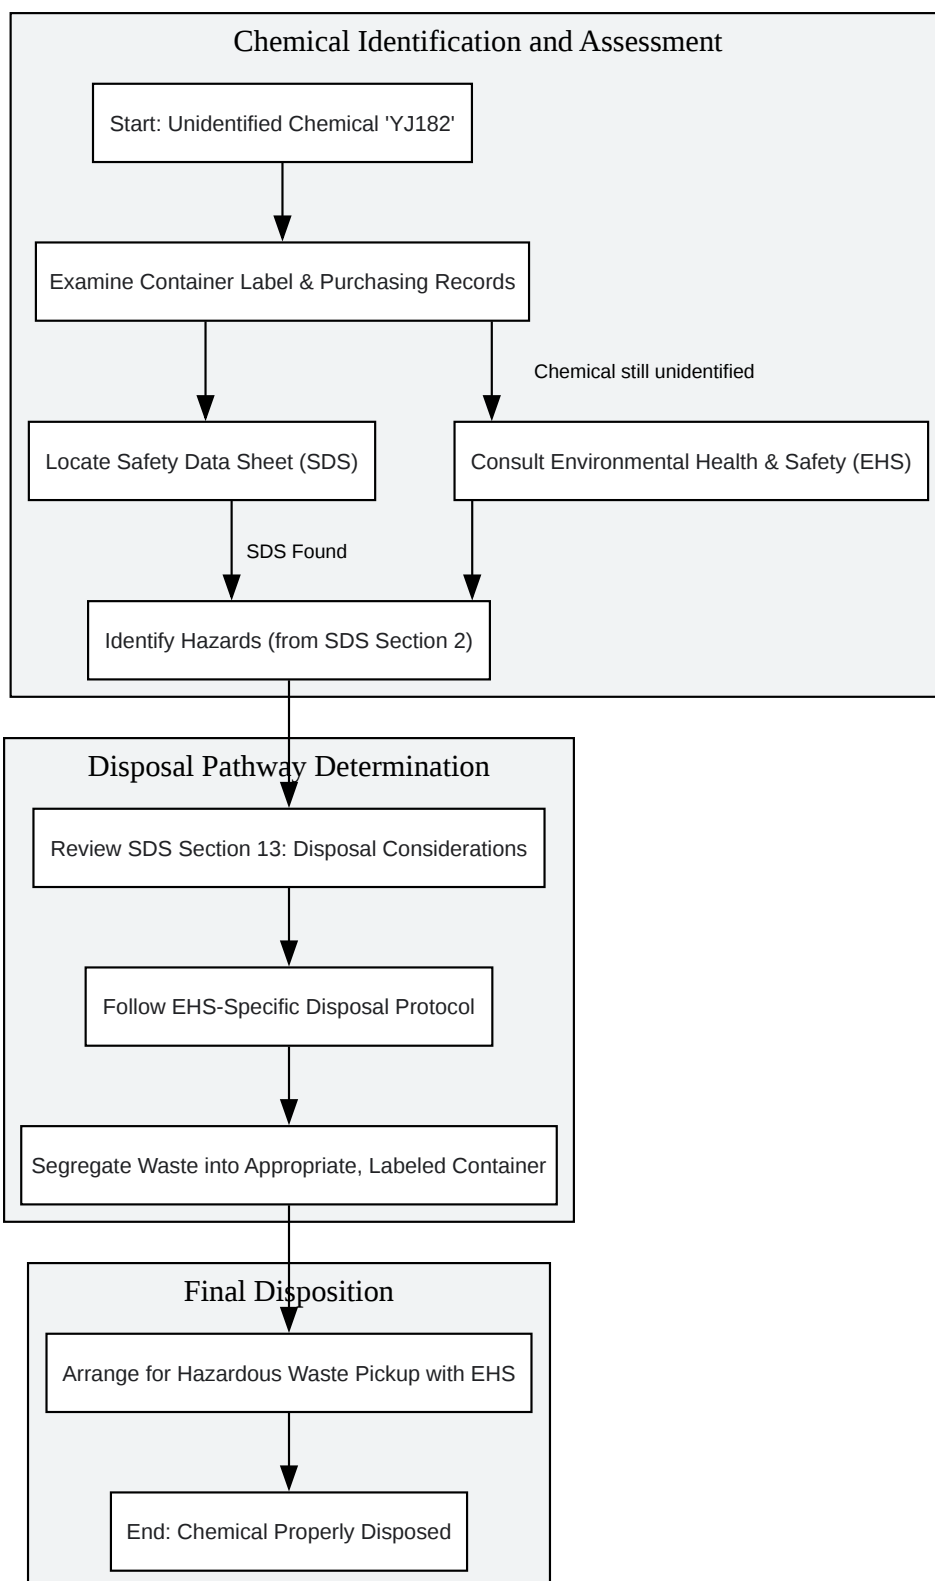 Chemical Identification and Assessment
Start: Unidentified Chemical 'YJ182'
Examine Container Label & Purchasing Records
Chemical still unidentified
Locate Safety Data Sheet (SDS)
Consult Environmental Health & Safety (EHS)
SDS Found
Identify Hazards (from SDS Section 2)
Disposal Pathway Determination
Review SDS Section 13: Disposal Considerations
Follow EHS-Specific Disposal Protocol
Segregate Waste into Appropriate, Labeled Container
Final Disposition
Arrange for Hazardous Waste Pickup with EHS
End: Chemical Properly Disposed